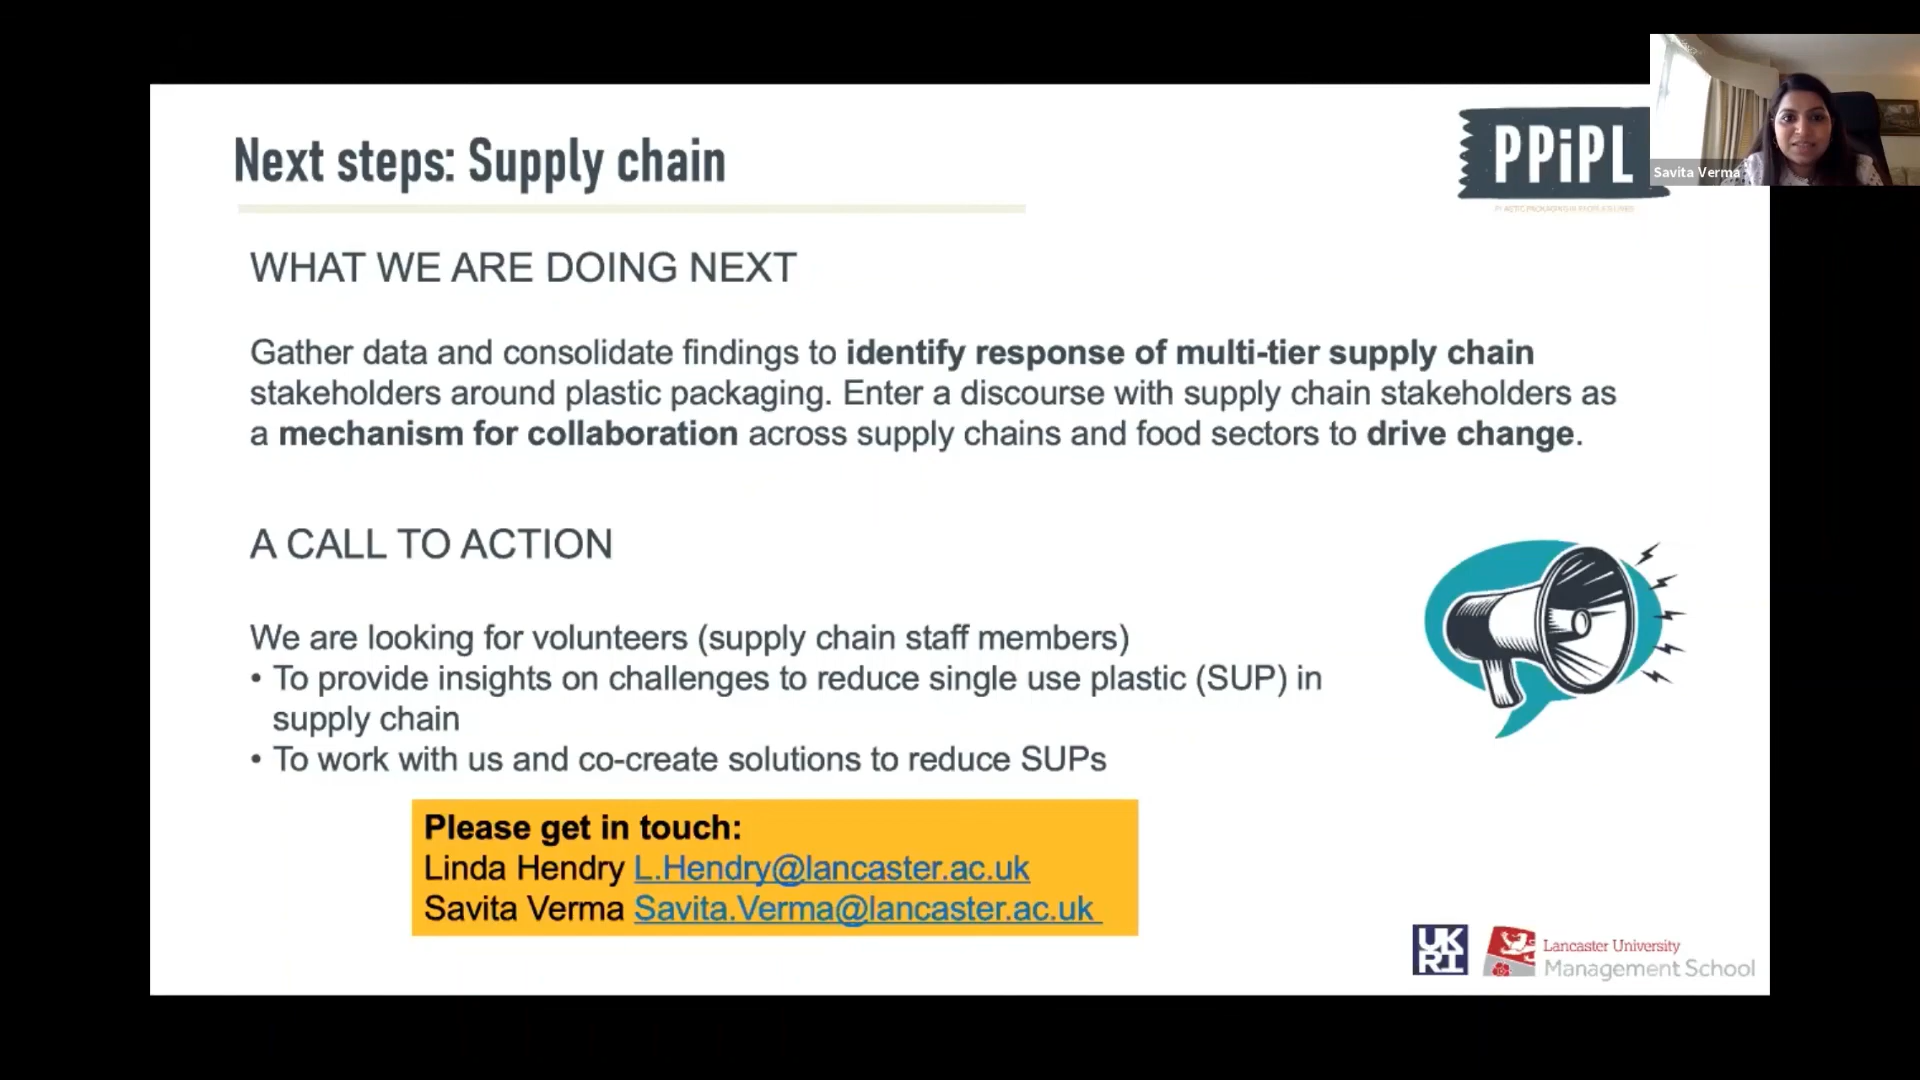 Next steps: Supply chain
PPiPL
Savita Verma
WHAT WE ARE DOING NEXT
Gather data and consolidate findings to identify response of multi-tier supply chain
stakeholders around plastic packaging. Enter a discourse with supply chain stakeholders as
a mechanism for collaboration across supply chains and food sectors to drive change.
A CALL TO ACTION
We are looking for volunteers (supply chain staff members)
• To provide insights on challenges to reduce single use plastic (SUP) in
supply chain
• To work with us and co-create solutions to reduce SUPs
Please get in touch:
Linda Hendry L.Hendry@lancaster.ac.uk
Savita Verma Savita.Verma@lancaster.ac.uk
UK
RI
Lancaster University
Management School